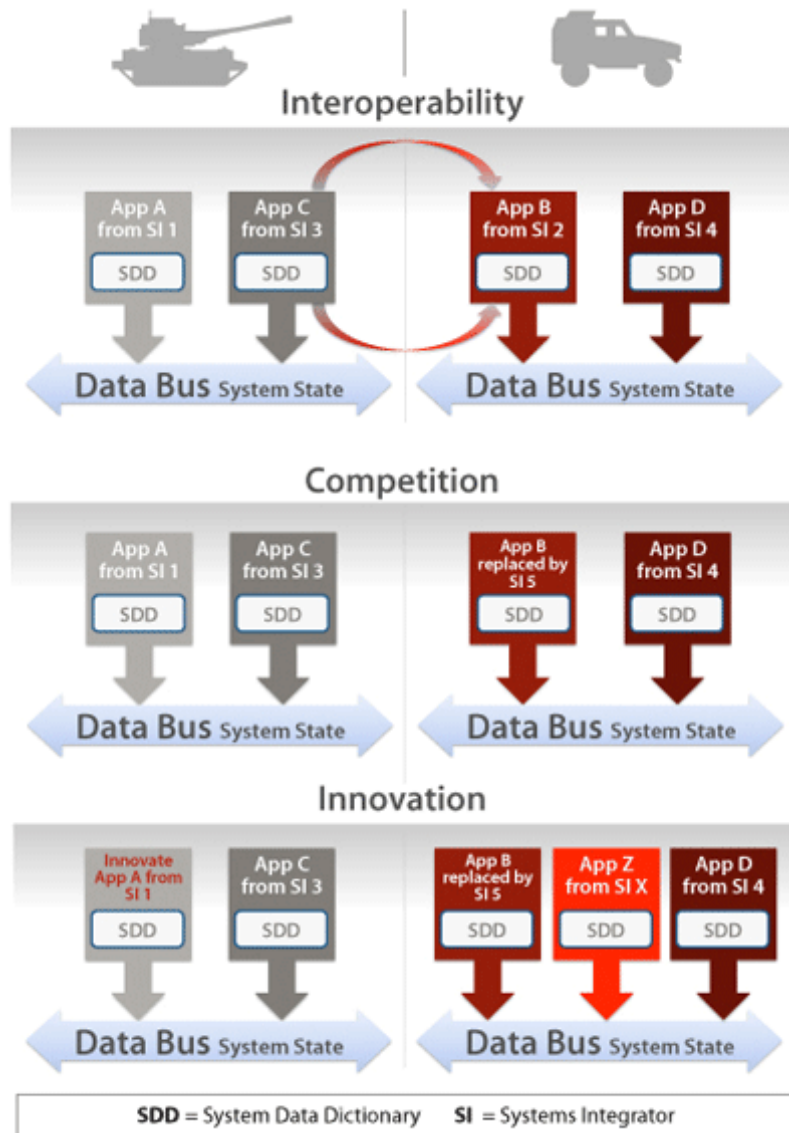 Interoperability
App A
from SI 1
SDD
App C
from SI 3
SDD
App B
from SI 2
SDD
App D
from SI 4
SDD
Data Bus System State
Data Bus System State
Competition
App A
from SI 1
SDD
App C
from SI 3
SDD
App B
replaced by
SI 5
SDD
App D
from SI 4
SDD
Data Bus System State
Data Bus System State
Innovation
Innovate
App A from
SI 1
SDD
App C
from SI 3
SDD
App B
replaced by
SI 5
SDD
App Z
from SI X
SDD
App D
from SI 4
SDD
Data Bus System State
Data Bus System State
SDD = System Data Dictionary SI = Systems Integrator